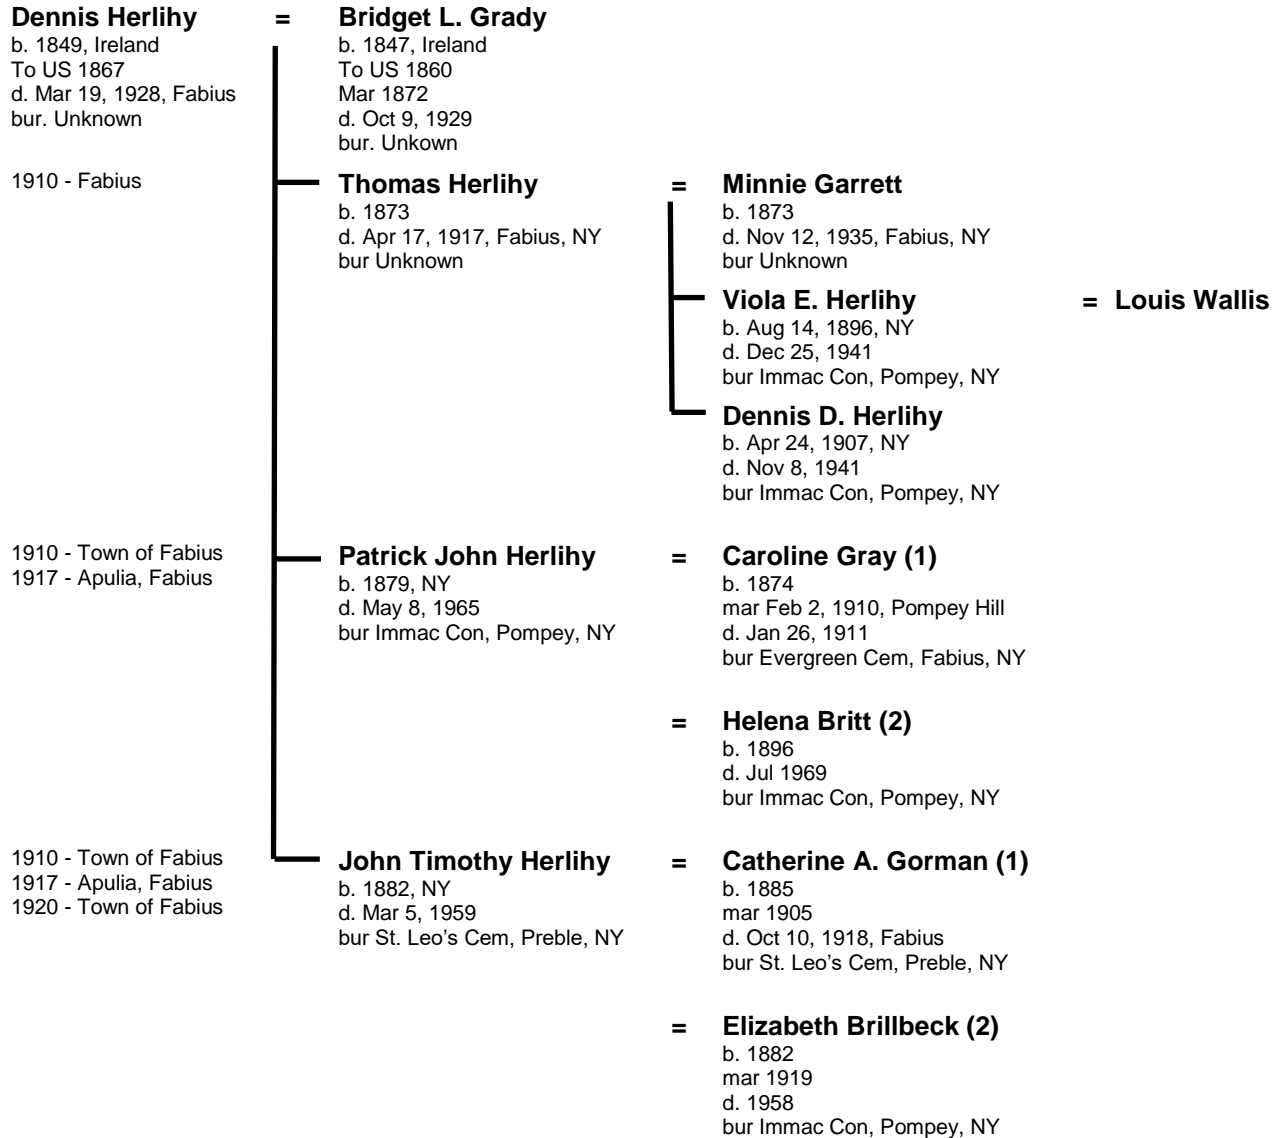 Dennis Herlihy = Bridget L. Grady
b. 1849, Ireland
To US 1867
d. Mar 19, 1928, Fabius
bur. Unknown
b. 1847, Ireland
To US 1860
Mar 1872
d. Oct 9, 1929
bur. Unkown
1910 - Fabius
Thomas Herlihy = Minnie Garrett
b. 1873
d. Apr 17, 1917, Fabius, NY
bur Unknown
b. 1873
d. Nov 12, 1935, Fabius, NY
bur Unknown
Viola E. Herlihy = Louis Wallis
b. Aug 14, 1896, NY
d. Dec 25, 1941
bur Immac Con, Pompey, NY
Dennis D. Herlihy
b. Apr 24, 1907, NY
d. Nov 8, 1941
bur Immac Con, Pompey, NY
1910 - Town of Fabius
1917 - Apulia, Fabius
Patrick John Herlihy = Caroline Gray (1)
b. 1879, NY
d. May 8, 1965
bur Immac Con, Pompey, NY
b. 1874
mar Feb 2, 1910, Pompey Hill
d. Jan 26, 1911
bur Evergreen Cem, Fabius, NY
= Helena Britt (2)
b. 1896
d. Jul 1969
bur Immac Con, Pompey, NY
1910 - Town of Fabius
1917 - Apulia, Fabius
1920 - Town of Fabius
John Timothy Herlihy = Catherine A. Gorman (1)
b. 1882, NY
d. Mar 5, 1959
bur St. Leo’s Cem, Preble, NY
b. 1885
mar 1905
d. Oct 10, 1918, Fabius
bur St. Leo’s Cem, Preble, NY
= Elizabeth Brillbeck (2)
b. 1882
mar 1919
d. 1958
bur Immac Con, Pompey, NY